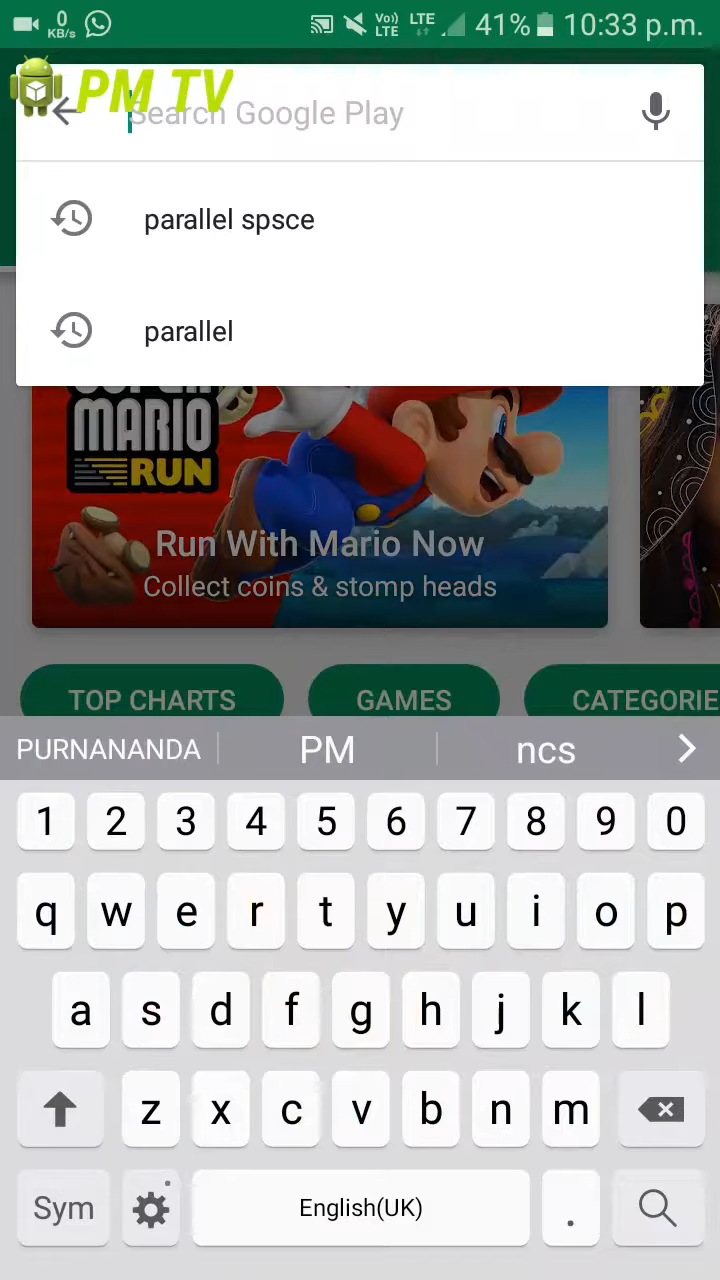 0
KB/s
Vo))
LTE
LTE
41%
10:33 p.m.
PM TV
Search Google Play
parallel spsce
parallel
SUPER
MARIO
RUN
Run With Mario Now
Collect coins & stomp heads
TOP CHARTS
GAMES
CATEGORIE
PURNANANDA
PM
ncs
1 2 3 4 5 6 7 8 9 0
q w e r t y u i o p
a s d f g h j k l
z x c v b n m
Sym
English(UK)
.